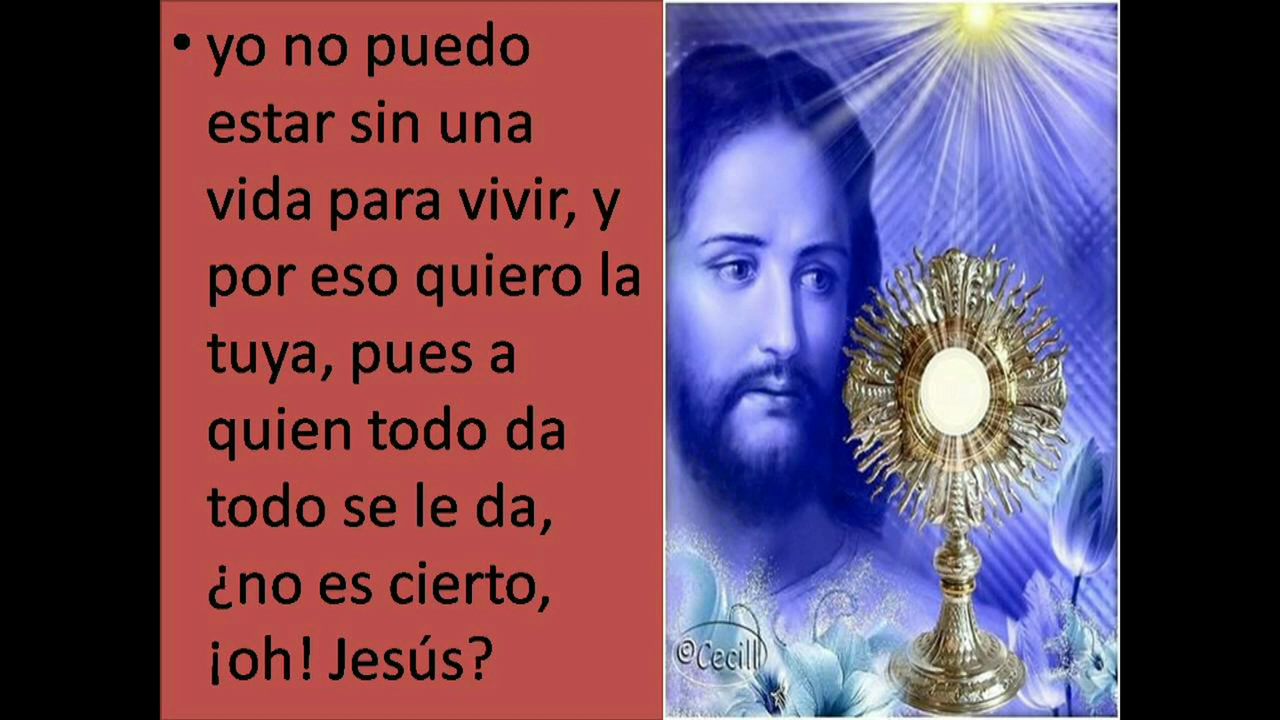 • yo no puedo
estar sin una
vida para vivir, y
por eso quiero la
tuya, pues a
quien todo da
todo se le da,
¿no es cierto,
¡oh! Jesús?
©Cecill